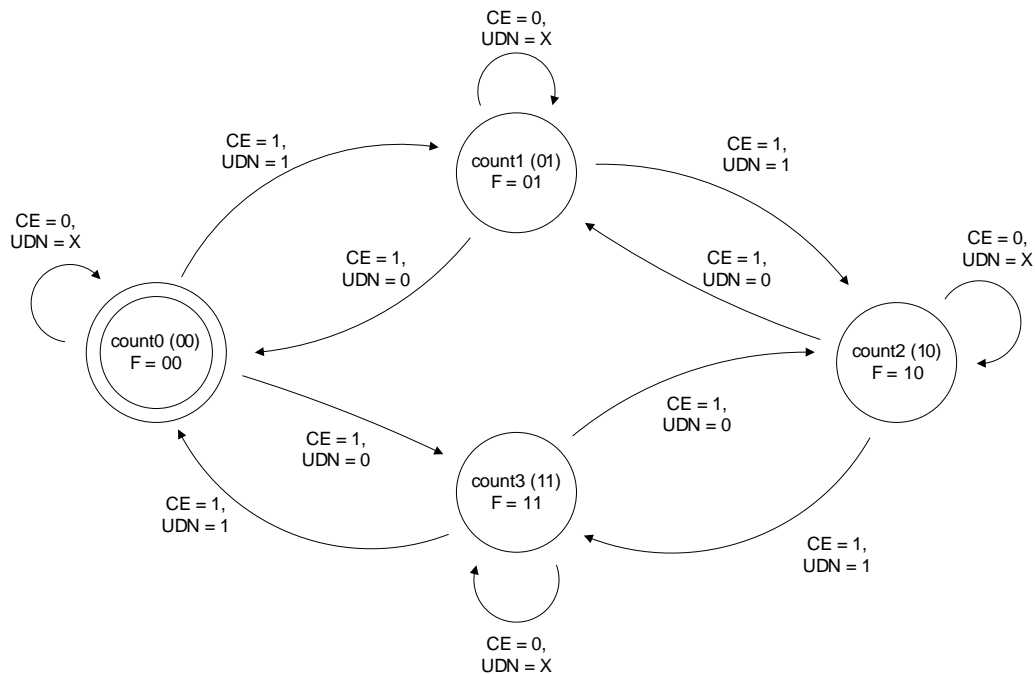 CE = 0,
UDN = X
CE = 1,
UDN = 1
count1 (01)
F = 01
CE = 1,
UDN = 1
CE = 0,
UDN = X
CE = 1,
UDN = 0
CE = 1,
UDN = 0
CE = 0,
UDN = X
count0 (00)
F = 00
count2 (10)
F = 10
CE = 1,
UDN = 0
CE = 1,
UDN = 0
count3 (11)
F = 11
CE = 1,
UDN = 1
CE = 1,
UDN = 1
CE = 0,
UDN = X